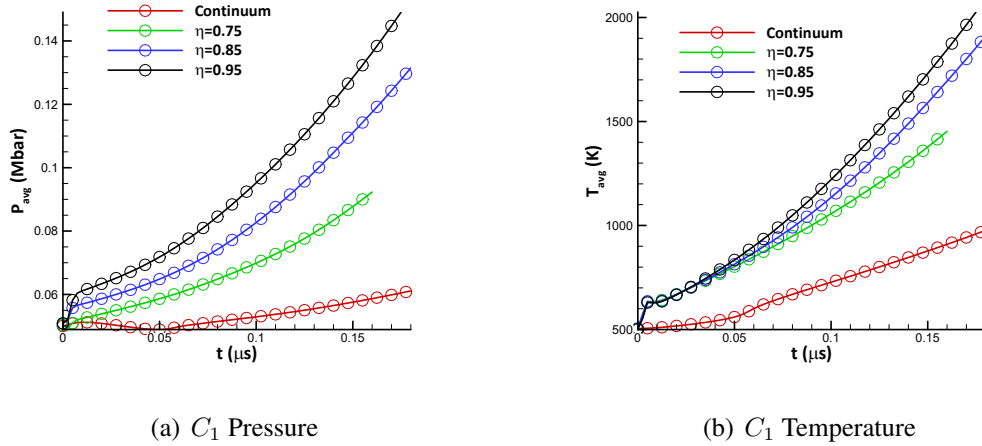 Continuum
η=0.75
η=0.85
η=0.95
0.14
0.12
0.1
0.08
0.06
P_avg (Mbar)
0 0.05 0.1 0.15
t (μs)
(a) C₁ Pressure
Continuum
η=0.75
η=0.85
η=0.95
2000
1500
1000
500
T_avg (K)
0 0.05 0.1 0.15
t (μs)
(b) C₁ Temperature